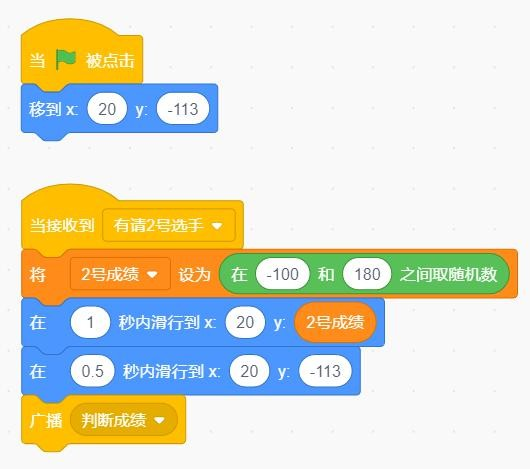 当 被点击
移到 x: 20 y: -113
当接收到 有请2号选手
将 2号成绩 设为 在 -100 和 180 之间取随机数
在 1 秒内滑行到 x: 20 y: 2号成绩
在 0.5 秒内滑行到 x: 20 y: -113
广播 判断成绩